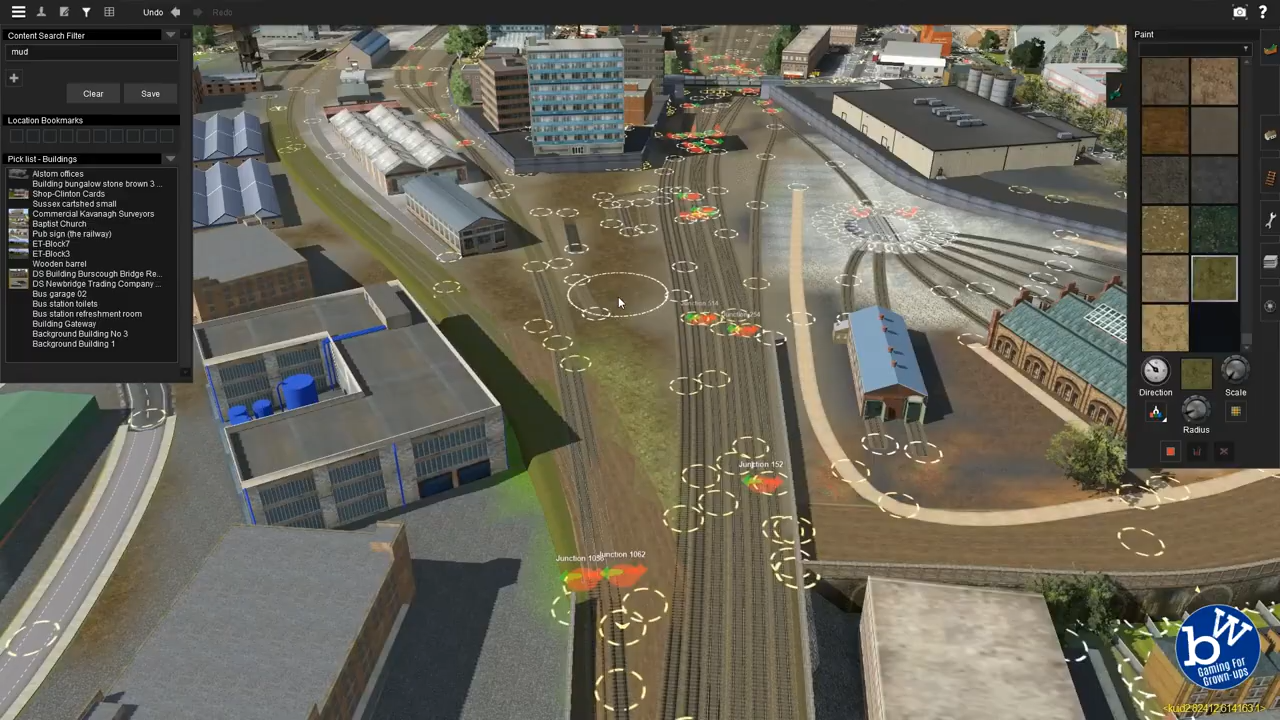 Undo
Redo
Content Search Filter
mud
Clear
Save
Location Bookmarks
Pick list - Buildings
Alstom offices
Building bungalow stone brown 3 ...
Shop-Clinton Cards
Sussex cartshed small
Commercial Kavanagh Surveyors
Baptist Church
Pub sign (the railway)
ET-Block7
ET-Block3
Wooden barrel
DS Building Burscough Bridge Re...
DS Newbridge Trading Company ...
Bus garage 02
Bus station toilets
Bus station refreshment room
Building Gateway
Background Building No 3
Background Building 1
Paint
Direction
Scale
Radius
Junction 514
Junction 152
Junction 1062
bW
Gaming For
Grown-ups